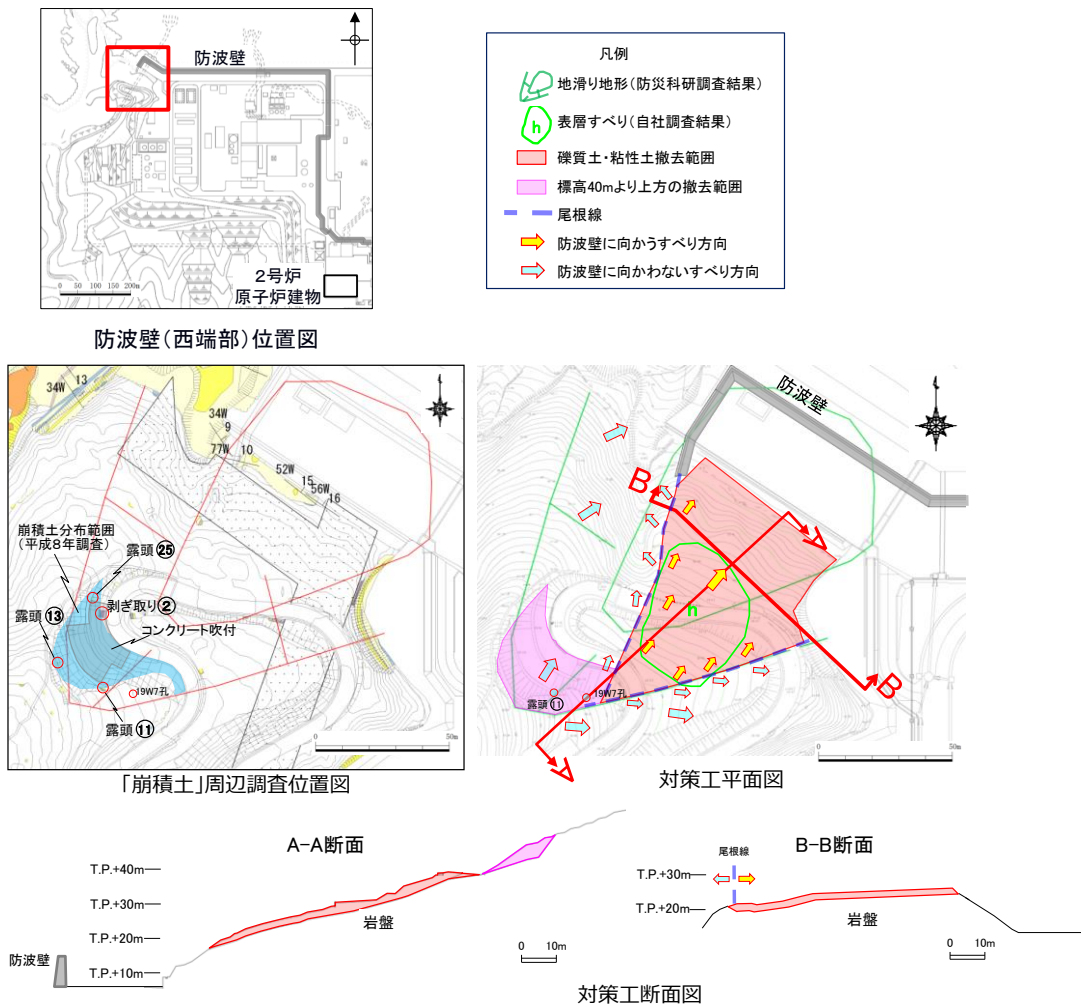 防波壁
0 50 100 150 200m
2号炉
原子炉建物
防波壁(西端部)位置図
凡例
地滑り地形(防災科研調査結果)
h
表層すべり(自社調査結果)
礫質土・粘性土撤去範囲
標高40mより上方の撤去範囲
尾根線
防波壁に向かうすべり方向
防波壁に向かわないすべり方向
34W
13
34W
9
77W
10
52W
15
56W
16
崩積土分布範囲
(平成8年調査)
露頭㉕
剥ぎ取り②
露頭⑬
コンクリート吹付
19W7孔
露頭⑪
0 50m
「崩積土」周辺調査位置図
防波壁
B
A
h
B
19W7孔
露頭⑪
A
0 50m
対策工平面図
A-A断面
T.P.+40m
T.P.+30m
T.P.+20m
T.P.+10m
岩盤
防波壁
0 10m
B-B断面
尾根線
T.P.+30m
T.P.+20m
岩盤
0 10m
対策工断面図